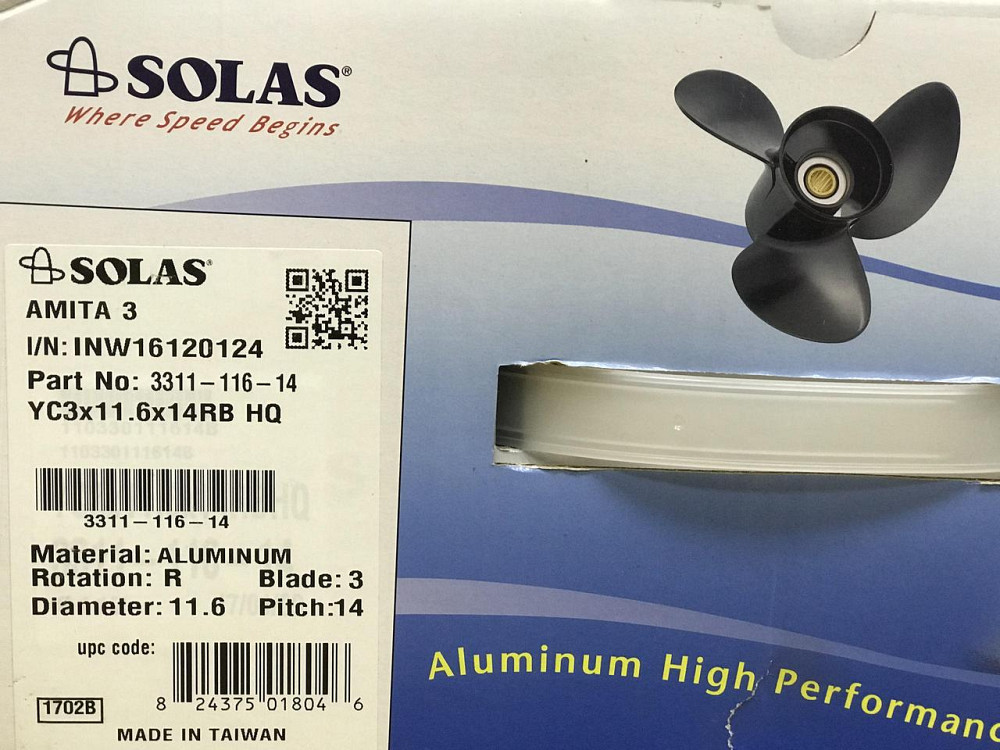 SOLAS®
Where Speed Begins
SOLAS®
AMITA 3
I/N: INW16120124
Part No: 3311-116-14
YC3x11.6x14RB HQ
3311-116-14
Material: ALUMINUM
Rotation: R Blade: 3
Diameter: 11.6 Pitch:14
upc code:
8 24375 01804 6
1702B
MADE IN TAIWAN
Aluminum High Performanc